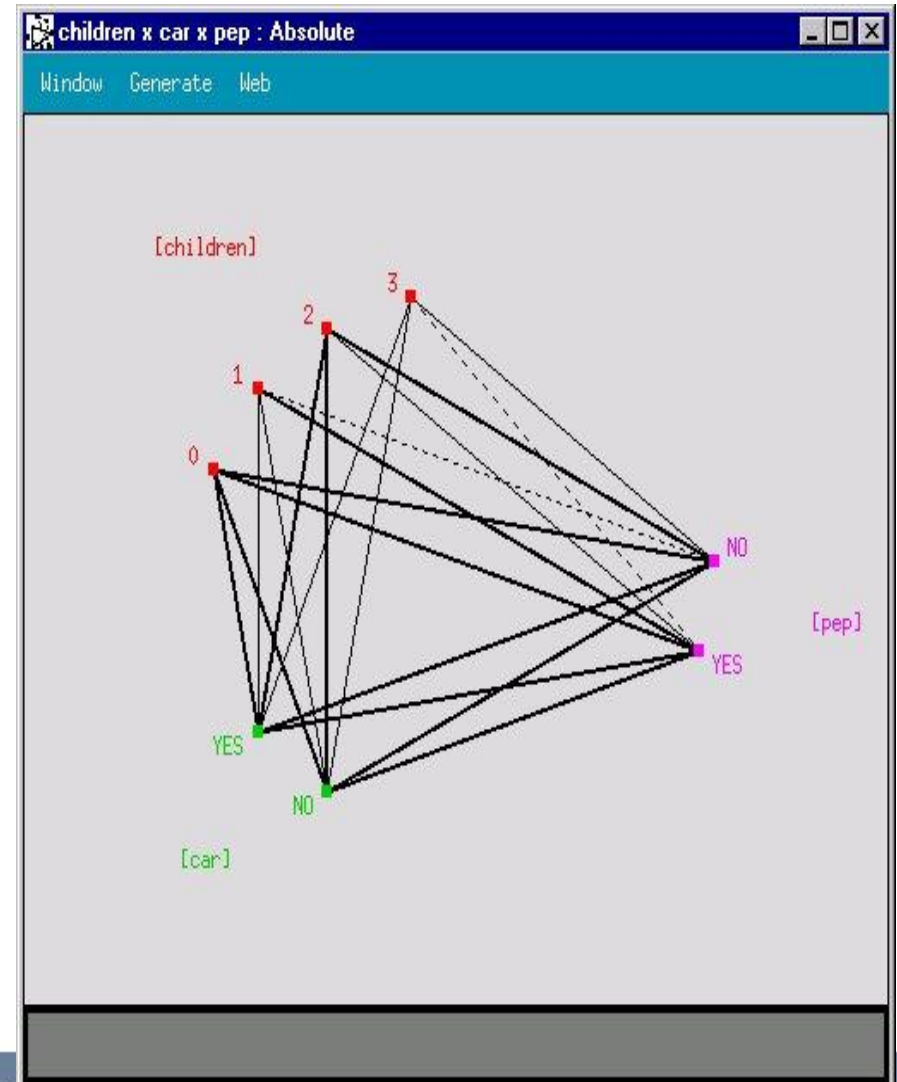 children x car x pep : Absolute
Window Generate Web
[children]
3
2
1
0
NO
[pep]
YES
YES
NO
[car]